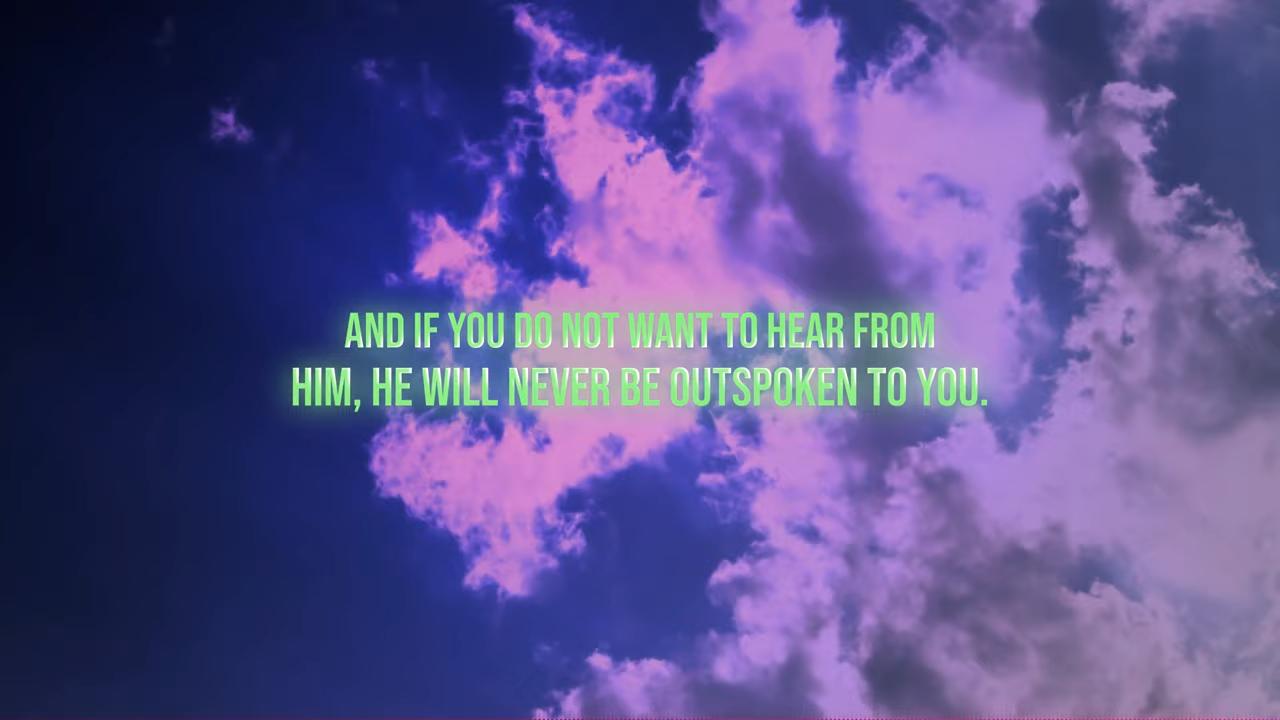 AND IF YOU DO NOT WANT TO HEAR FROM
HIM, HE WILL NEVER BE OUTSPOKEN TO YOU.